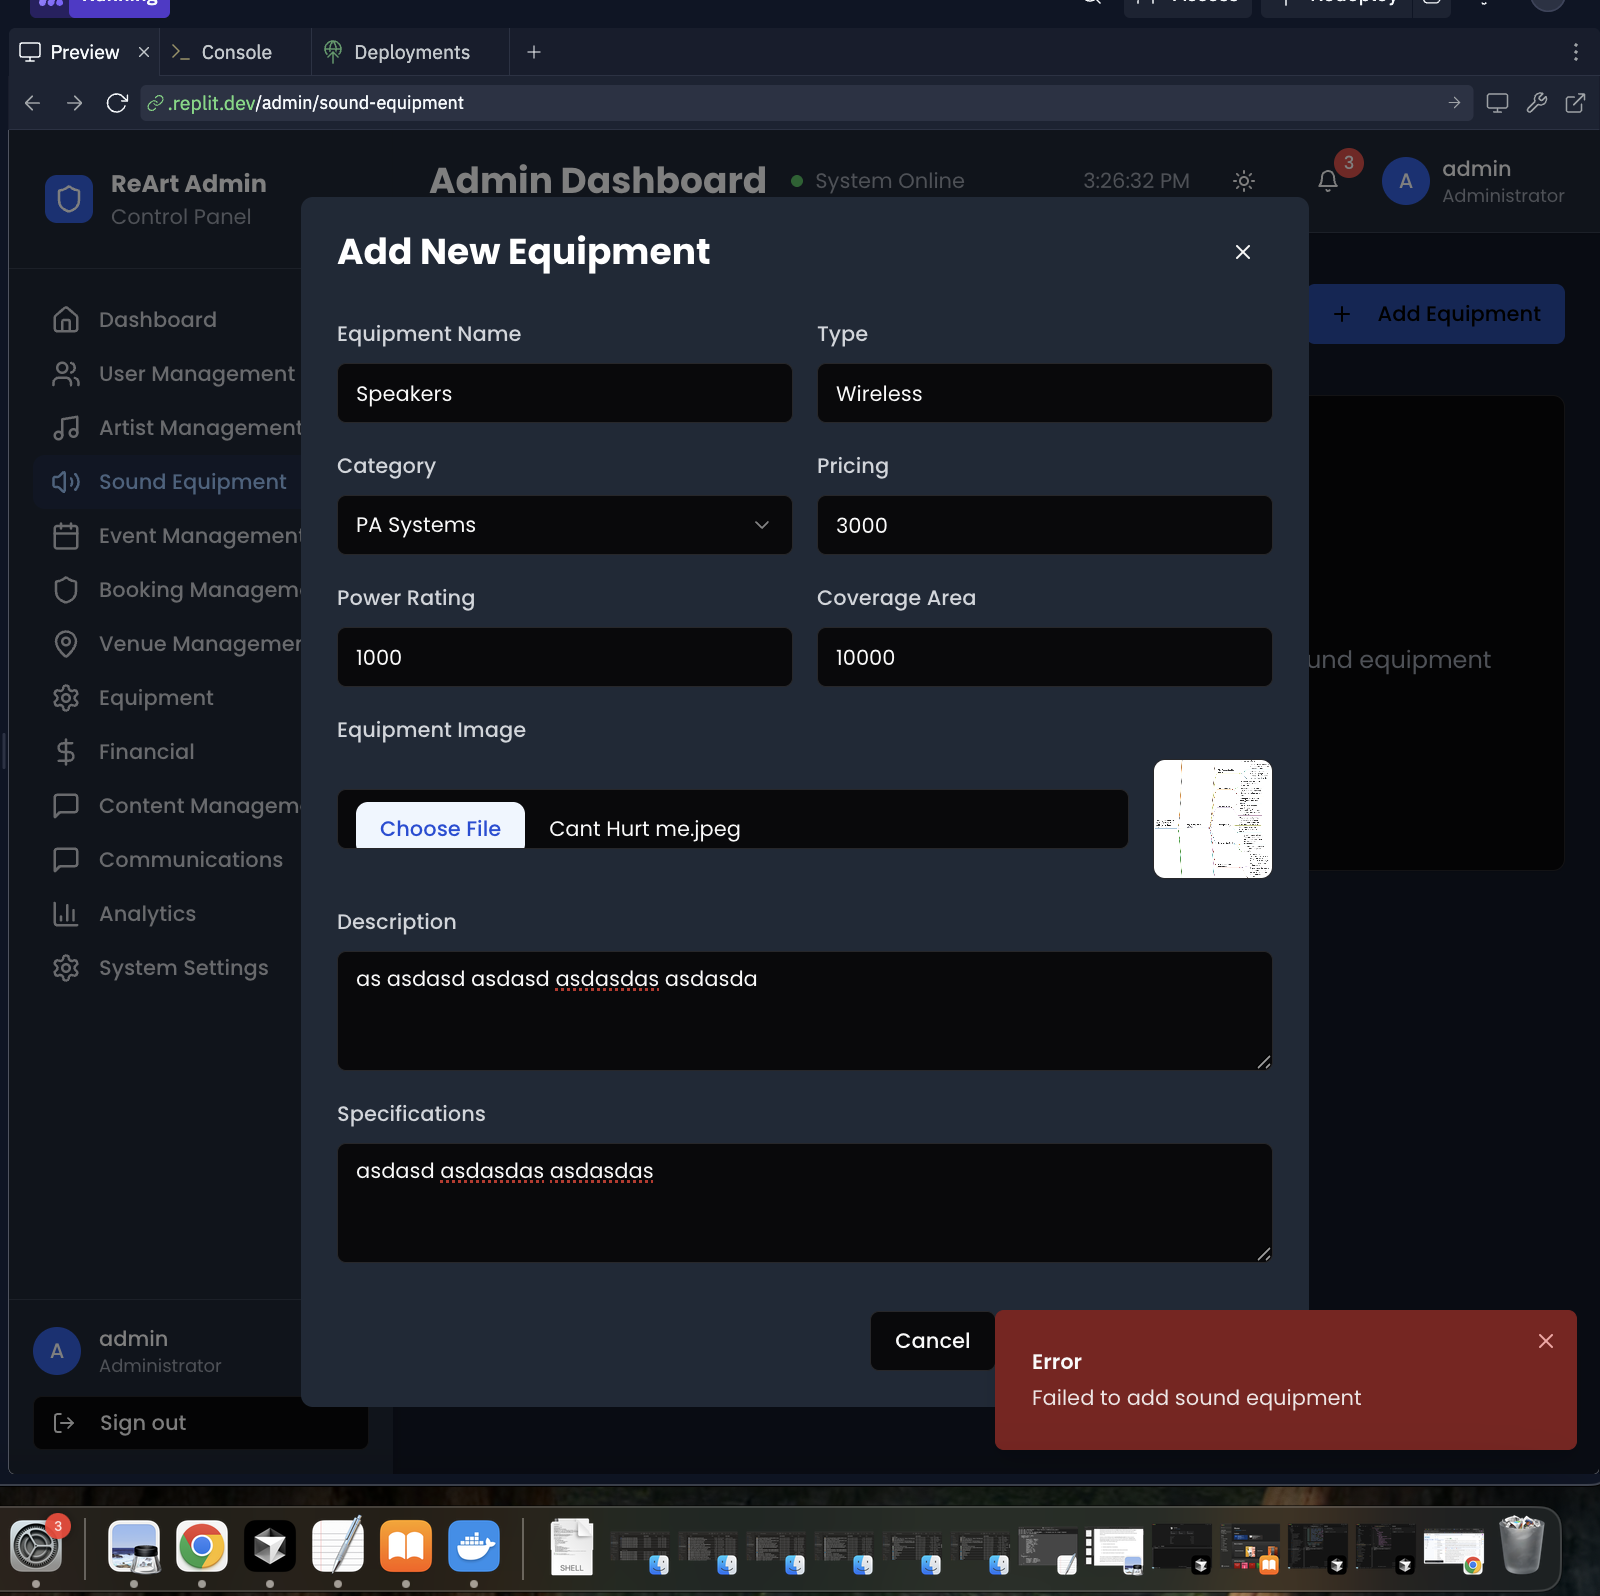 Preview
Console
Deployments
.replit.dev/admin/sound-equipment
ReArt Admin
Control Panel
Admin Dashboard
System Online
3:26:32 PM
3
A
admin
Administrator
Add New Equipment
Add Equipment
Dashboard
User Management
Artist Management
Sound Equipment
Event Management
Booking Managem
Venue Managemen
Equipment
Financial
Content Managem
Communications
Analytics
System Settings
Equipment Name
Type
Speakers
Wireless
Category
Pricing
PA Systems
3000
Power Rating
Coverage Area
1000
10000
und equipment
Equipment Image
Choose File
Cant Hurt me.jpeg
Description
as asdasd asdasd asdasdas asdasda
Specifications
asdasd asdasdas asdasdas
Cancel
Error
Failed to add sound equipment
A
admin
Administrator
Sign out
3
SHELL